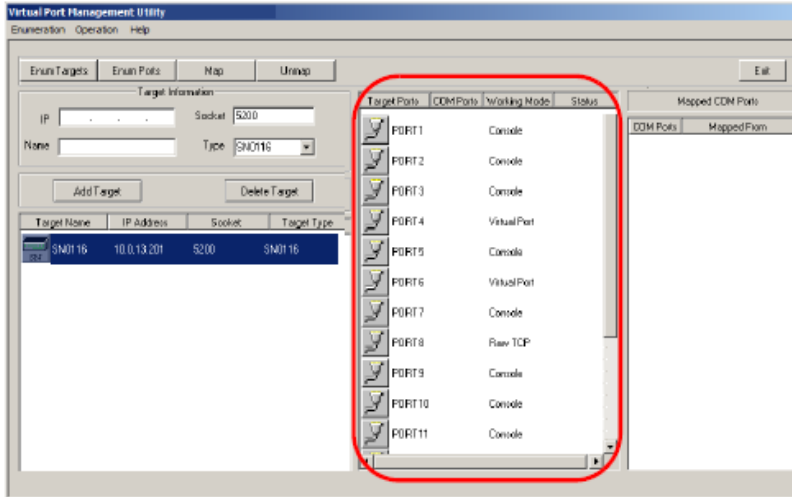 Virtual Port Management Utility
Enumeration Operation Help
Enum Targets Enum Ports Map Unmap Exit
Target Information
IP . . . Socket 5200
Name Type SN0116
Add Target Delete Target
Target Name IP Address Socket Target Type
SN0116 10.0.13.201 5200 SN0116
Target Ports COM Ports Working Mode Status
PORT1 Console
PORT2 Console
PORT3 Console
PORT4 Virtual Port
PORT5 Console
PORT6 Virtual Port
PORT7 Console
PORT8 Raw TCP
PORT9 Console
PORT10 Console
PORT11 Console
Mapped COM Ports
COM Ports Mapped From